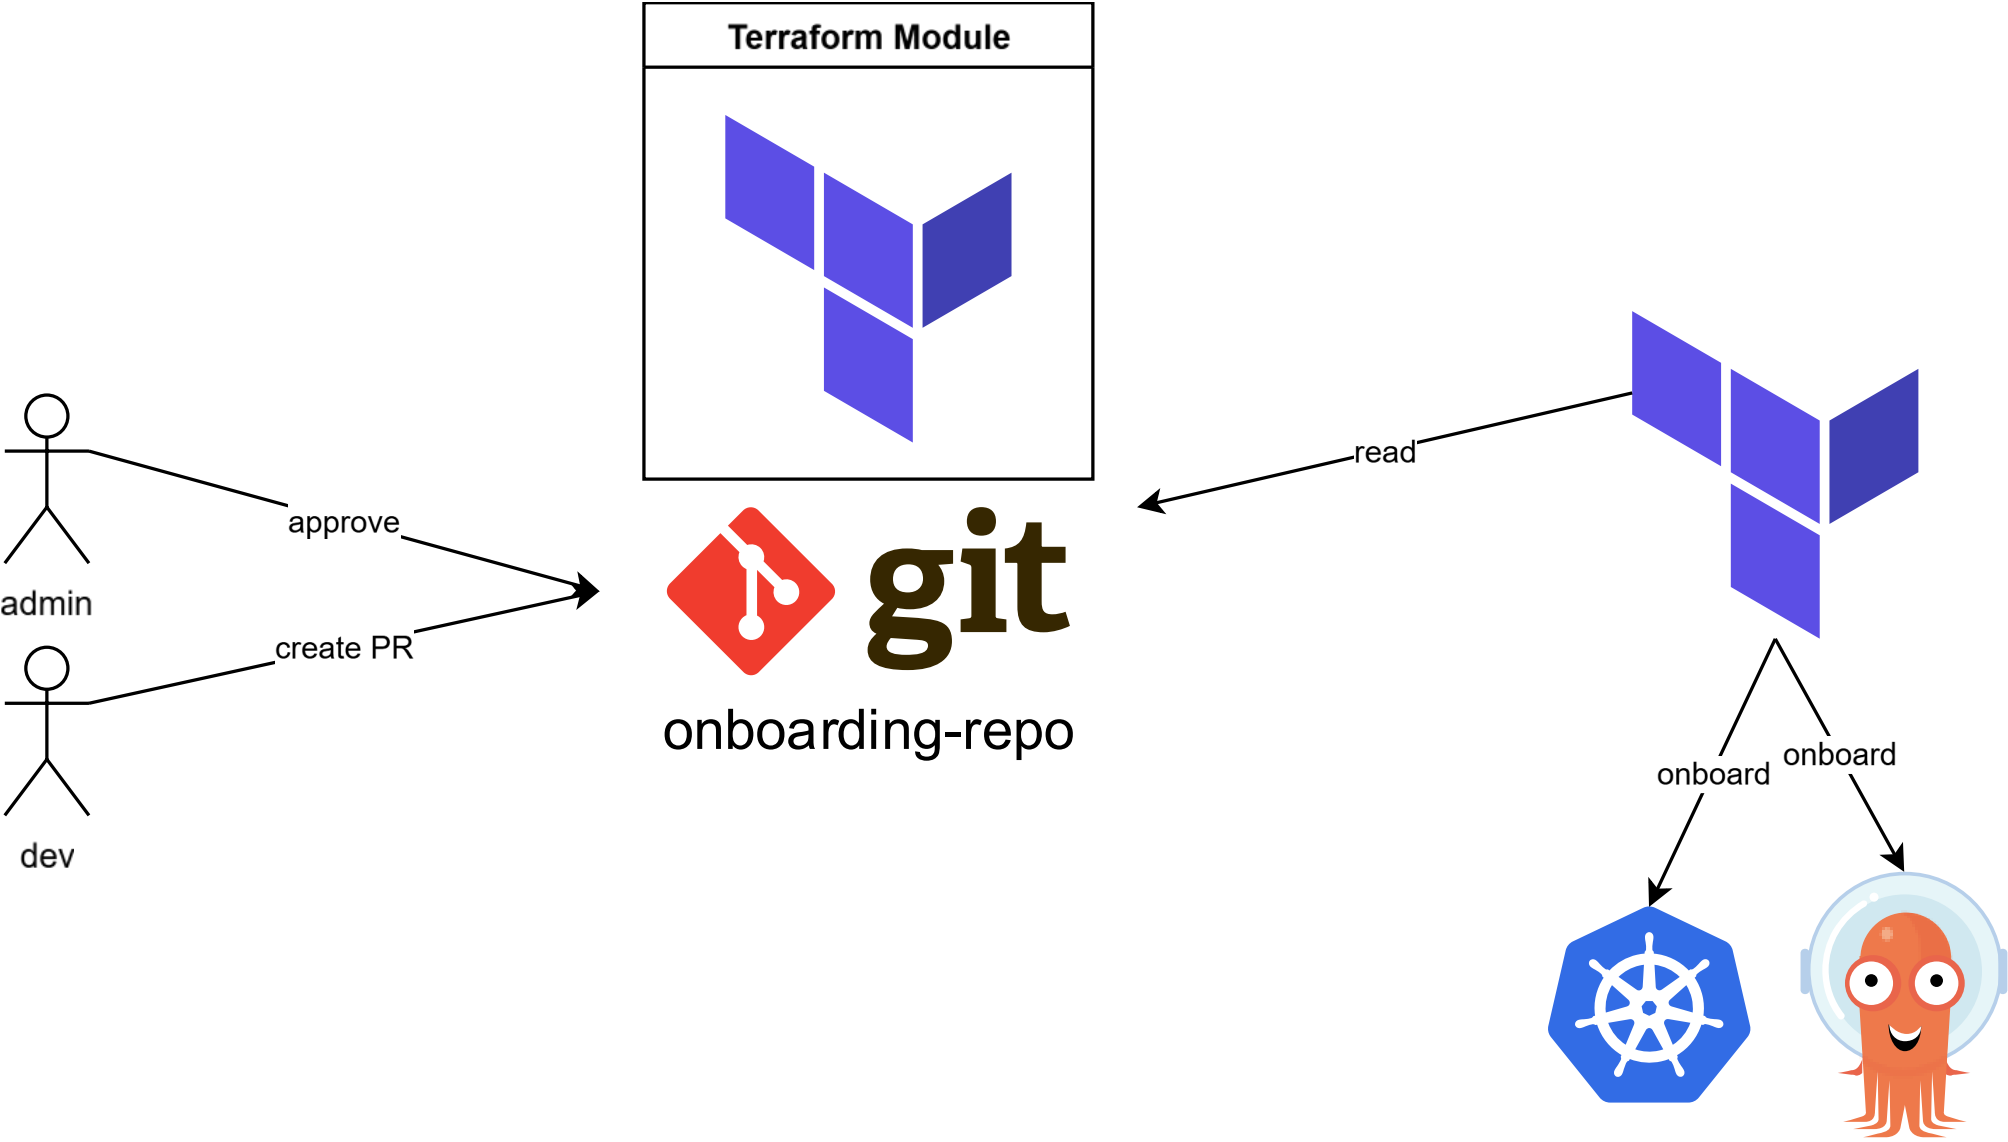 Terraform Module
read
approve
admin
create PR
git
onboarding-repo
onboard
onboard
dev